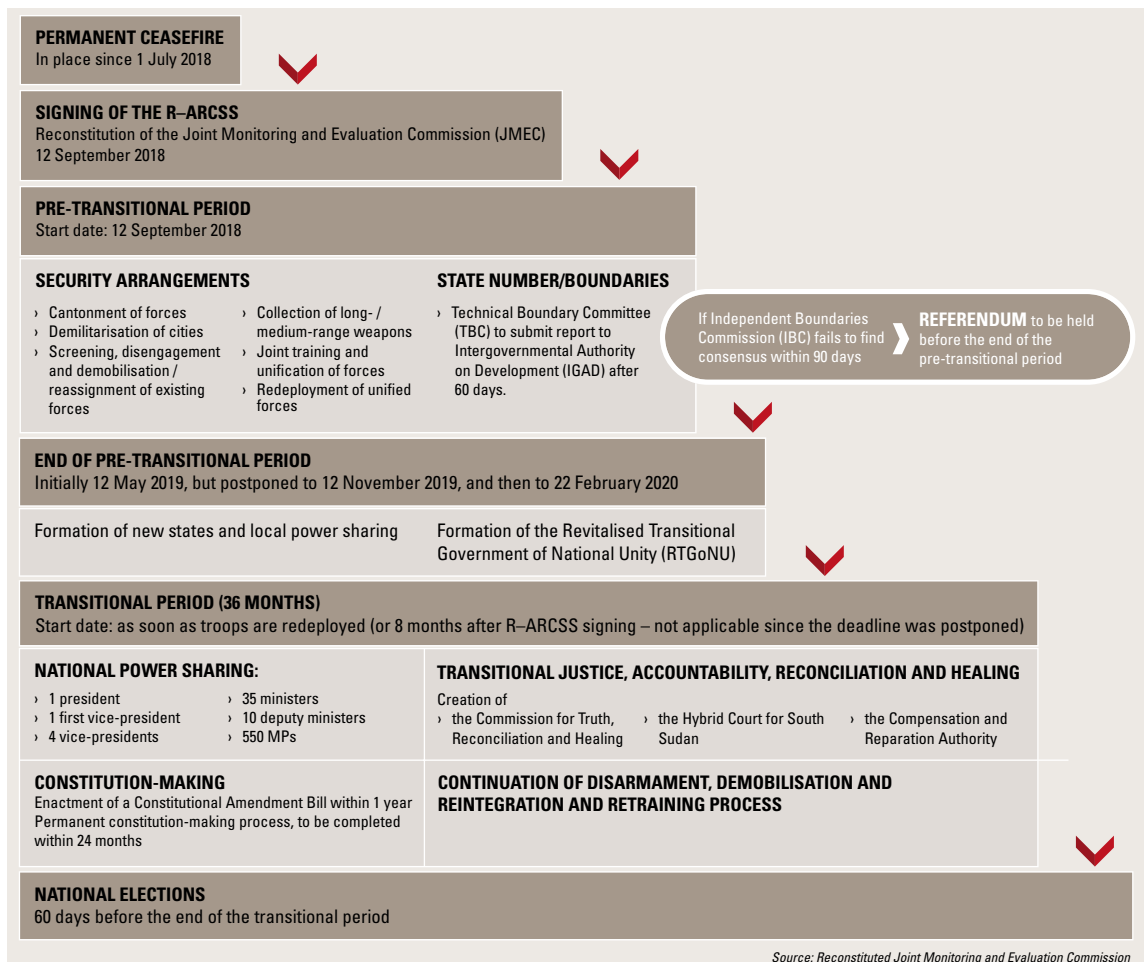 PERMANENT CEASEFIRE
In place since 1 July 2018
SIGNING OF THE R–ARCSS
Reconstitution of the Joint Monitoring and Evaluation Commission (JMEC)
12 September 2018
PRE-TRANSITIONAL PERIOD
Start date: 12 September 2018
SECURITY ARRANGEMENTS
› Cantonment of forces
› Demilitarisation of cities
› Screening, disengagement
and demobilisation /
reassignment of existing
forces
› Collection of long- /
medium-range weapons
› Joint training and
unification of forces
› Redeployment of unified
forces
STATE NUMBER/BOUNDARIES
› Technical Boundary Committee
(TBC) to submit report to
Intergovernmental Authority
on Development (IGAD) after
60 days.
If Independent Boundaries
Commission (IBC) fails to find
consensus within 90 days
REFERENDUM to be held
before the end of the
pre-transitional period
END OF PRE-TRANSITIONAL PERIOD
Initially 12 May 2019, but postponed to 12 November 2019, and then to 22 February 2020
Formation of new states and local power sharing
Formation of the Revitalised Transitional
Government of National Unity (RTGoNU)
TRANSITIONAL PERIOD (36 MONTHS)
Start date: as soon as troops are redeployed (or 8 months after R–ARCSS signing – not applicable since the deadline was postponed)
NATIONAL POWER SHARING:
› 1 president
› 1 first vice-president
› 4 vice-presidents
› 35 ministers
› 10 deputy ministers
› 550 MPs
TRANSITIONAL JUSTICE, ACCOUNTABILITY, RECONCILIATION AND HEALING
Creation of
› the Commission for Truth,
Reconciliation and Healing
› the Hybrid Court for South
Sudan
› the Compensation and
Reparation Authority
CONSTITUTION-MAKING
Enactment of a Constitutional Amendment Bill within 1 year
Permanent constitution-making process, to be completed
within 24 months
CONTINUATION OF DISARMAMENT, DEMOBILISATION AND
REINTEGRATION AND RETRAINING PROCESS
NATIONAL ELECTIONS
60 days before the end of the transitional period
Source: Reconstituted Joint Monitoring and Evaluation Commission